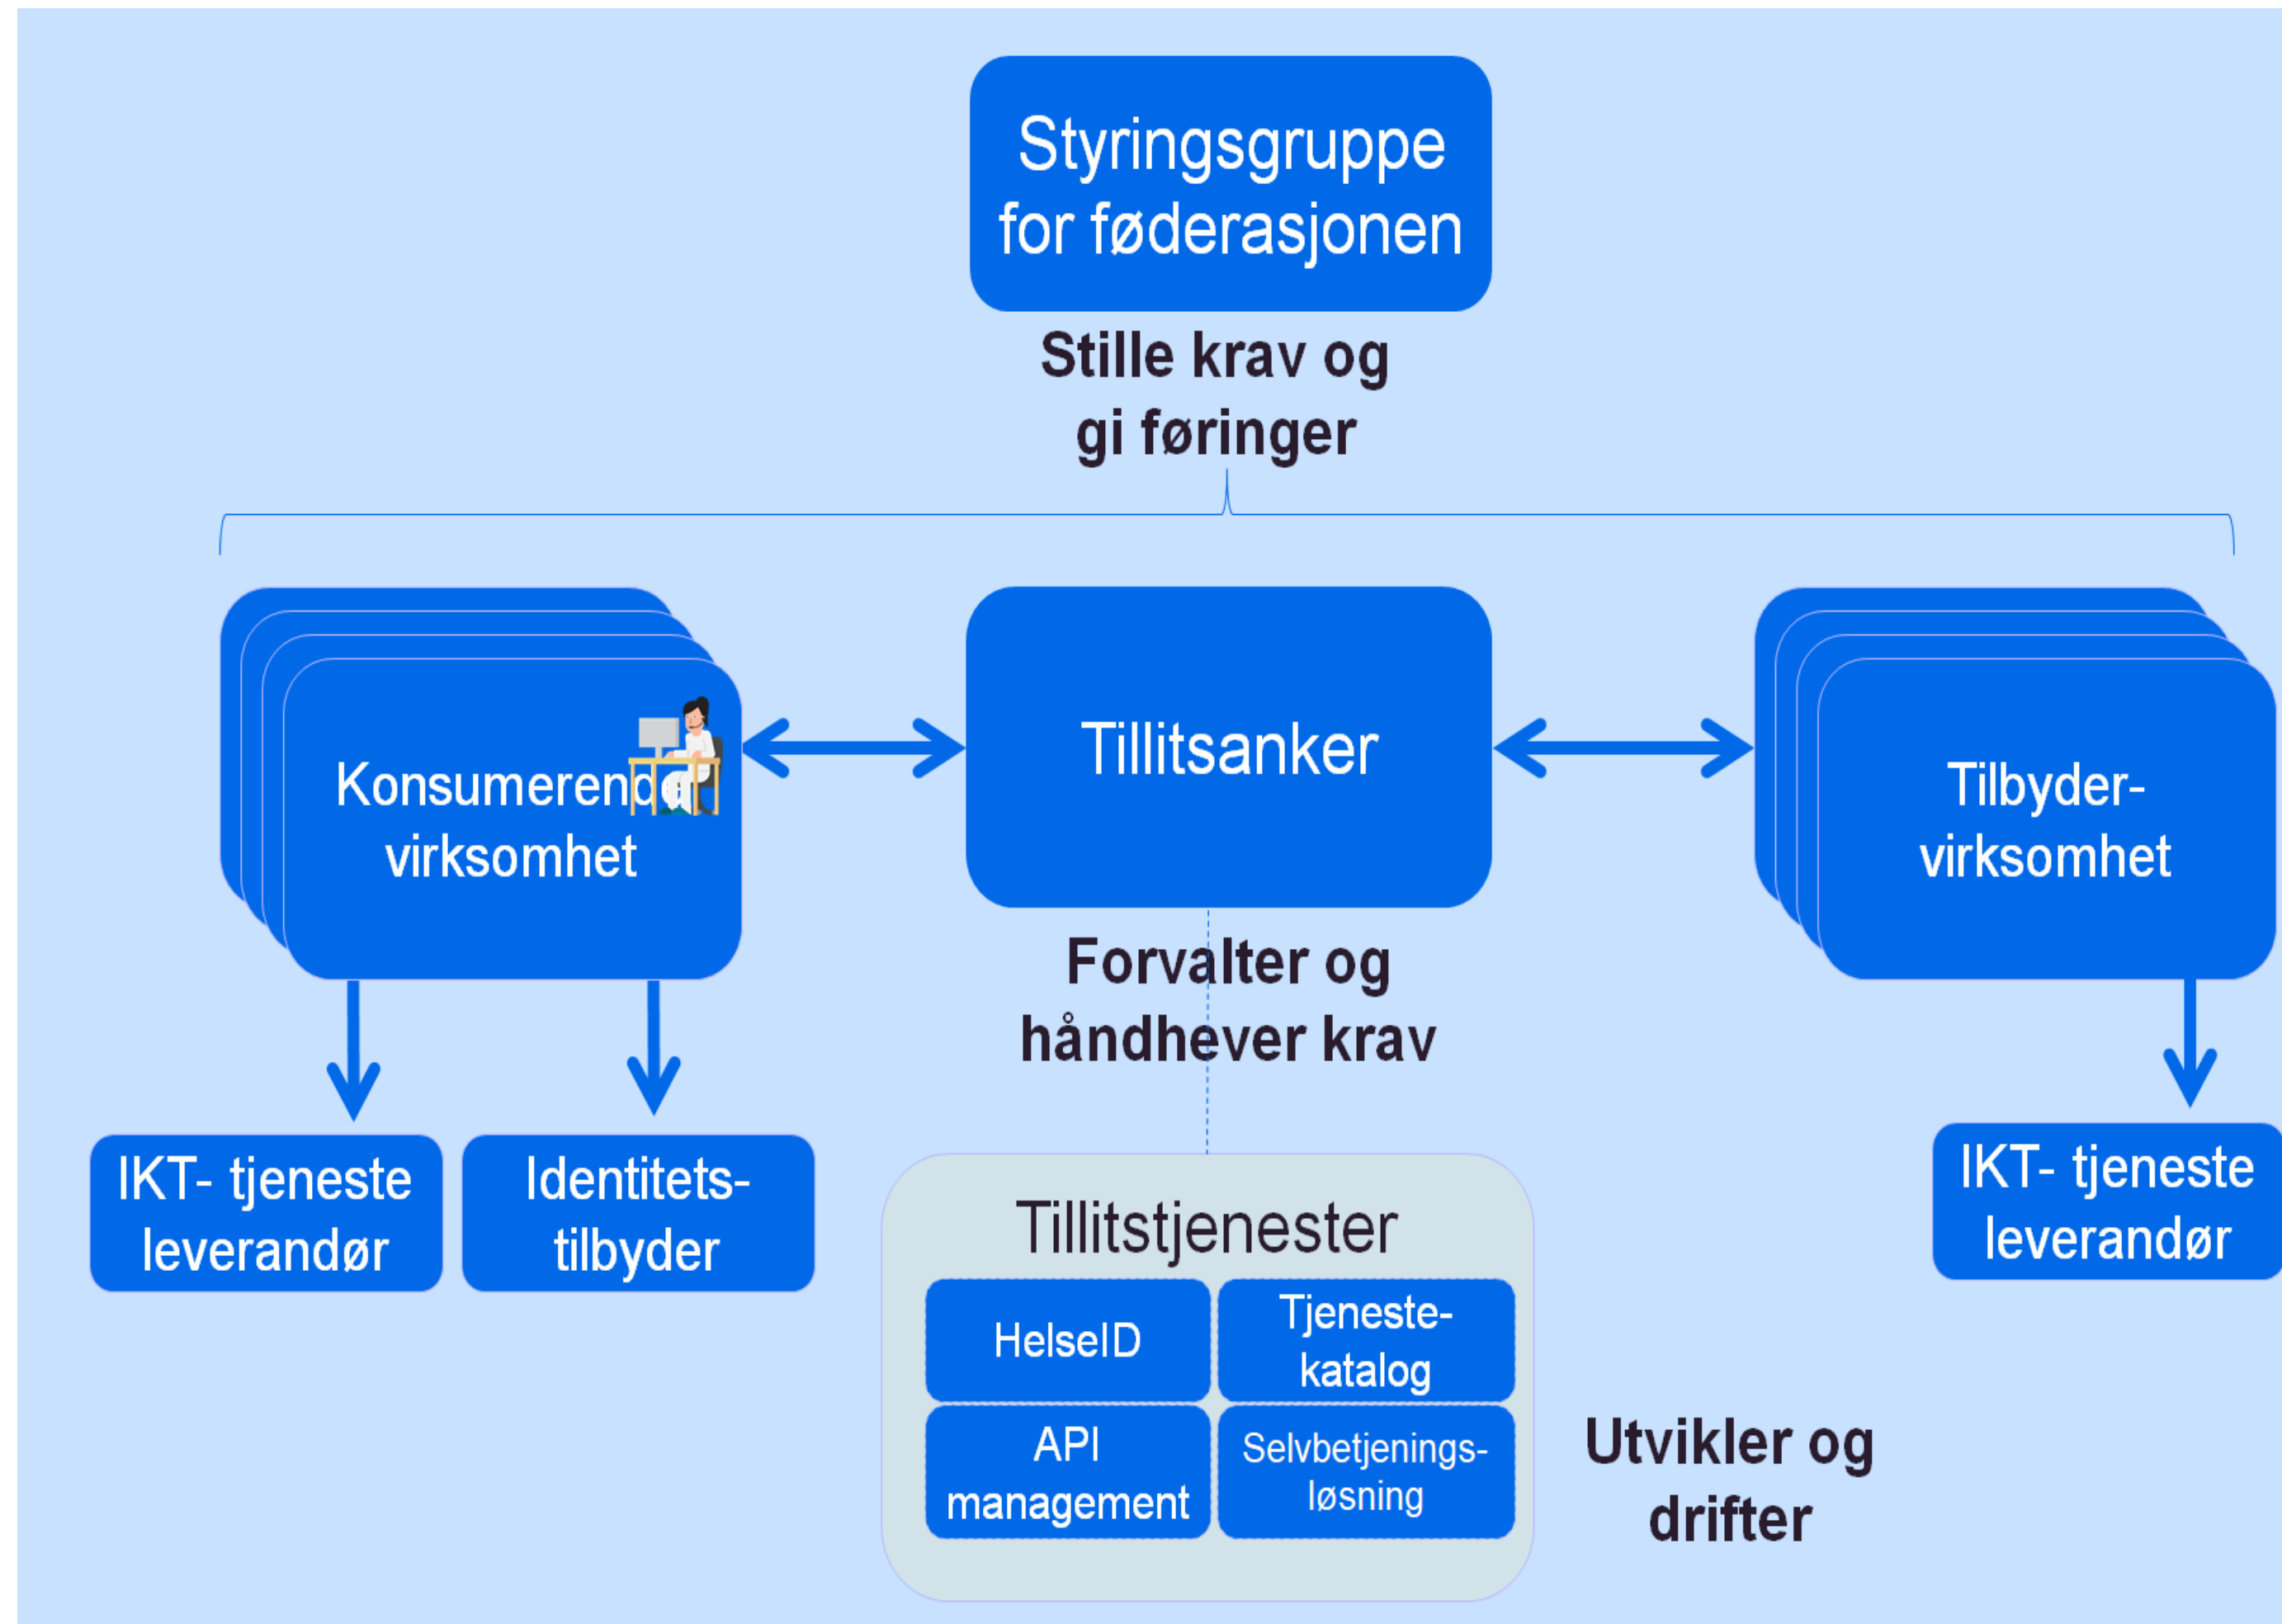 Styringsgruppe
for føderasjonen
Stille krav og
gi føringer
Konsumerende
virksomhet
Tillitsanker
Tilbyder-
virksomhet
Forvalter og
håndhever krav
IKT- tjeneste
leverandør
Identitets-
tilbyder
IKT- tjeneste
leverandør
Tillitstjenester
HelseID
Tjeneste-
katalog
API
management
Selvbetjenings-
løsning
Utvikler og
drifter